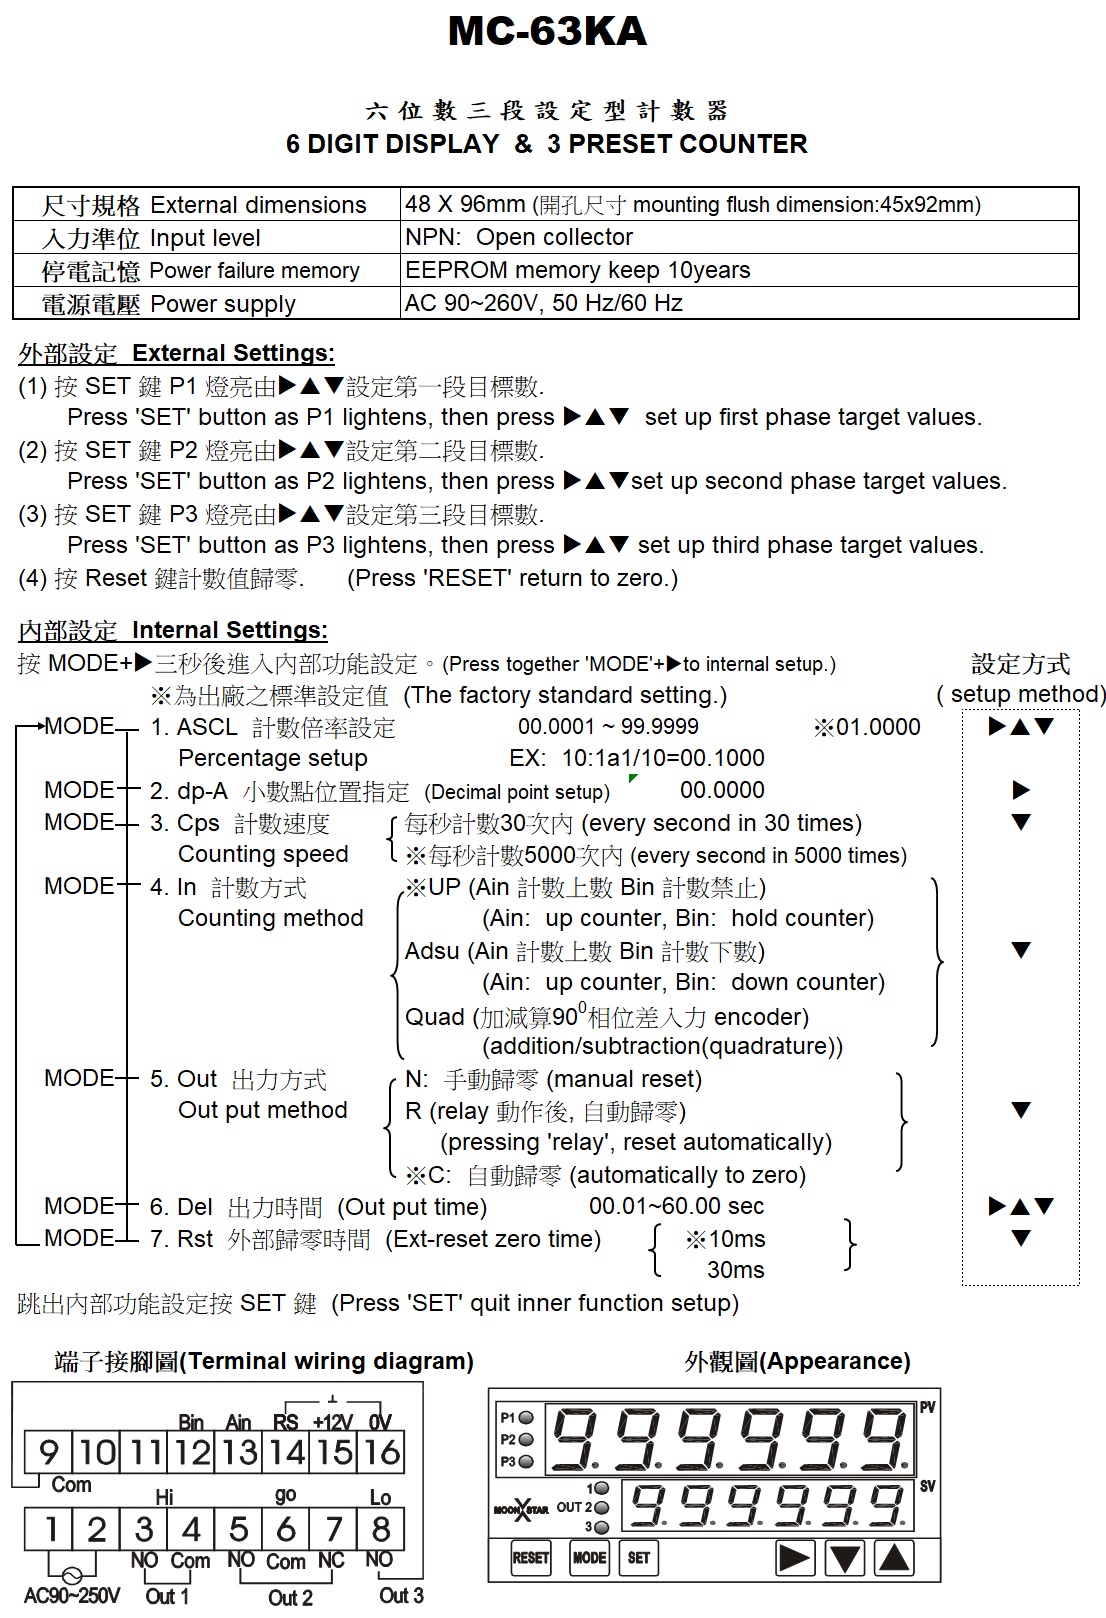 MC-63KA
六位數三段設定型計數器
6 DIGIT DISPLAY & 3 PRESET COUNTER
尺寸規格 External dimensions 48 X 96mm (開孔尺寸 mounting flush dimension:45x92mm)
入力準位 Input level NPN: Open collector
停電記憶 Power failure memory EEPROM memory keep 10years
電源電壓 Power supply AC 90~260V, 50 Hz/60 Hz
外部設定 External Settings:
(1) 按 SET 鍵 P1 燈亮由▶▲▼設定第一段目標數.
Press 'SET' button as P1 lightens, then press ▶▲▼ set up first phase target values.
(2) 按 SET 鍵 P2 燈亮由▶▲▼設定第二段目標數.
Press 'SET' button as P2 lightens, then press ▶▲▼set up second phase target values.
(3) 按 SET 鍵 P3 燈亮由▶▲▼設定第三段目標數.
Press 'SET' button as P3 lightens, then press ▶▲▼ set up third phase target values.
(4) 按 Reset 鍵計數值歸零. (Press 'RESET' return to zero.)
內部設定 Internal Settings:
按 MODE+▶三秒後進入內部功能設定。(Press together 'MODE'+▶to internal setup.) 設定方式
※為出廠之標準設定值 (The factory standard setting.) ( setup method)
MODE 1. ASCL 計數倍率設定 00.0001 ~ 99.9999 ※01.0000 ▶▲▼
Percentage setup EX: 10:1a1/10=00.1000
MODE 2. dp-A 小數點位置指定 (Decimal point setup) 00.0000 ▶
MODE 3. Cps 計數速度 每秒計數30次內 (every second in 30 times) ▼
Counting speed ※每秒計數5000次內 (every second in 5000 times)
MODE 4. In 計數方式 ※UP (Ain 計數上數 Bin 計數禁止)
Counting method (Ain: up counter, Bin: hold counter)
Adsu (Ain 計數上數 Bin 計數下數) ▼
(Ain: up counter, Bin: down counter)
Quad (加減算90⁰相位差入力 encoder)
(addition/subtraction(quadrature))
MODE 5. Out 出力方式 N: 手動歸零 (manual reset)
Out put method R (relay 動作後, 自動歸零) ▼
(pressing 'relay', reset automatically)
※C: 自動歸零 (automatically to zero)
MODE 6. Del 出力時間 (Out put time) 00.01~60.00 sec ▶▲▼
MODE 7. Rst 外部歸零時間 (Ext-reset zero time) ※10ms ▼
30ms
跳出內部功能設定按 SET 鍵 (Press 'SET' quit inner function setup)
端子接腳圖(Terminal wiring diagram)
Bin Ain RS +12V 0V
9 10 11 12 13 14 15 16
Com
Hi go Lo
1 2 3 4 5 6 7 8
NO Com NO Com NC NO
AC90~250V Out 1 Out 2 Out 3
外觀圖(Appearance)
P1 999999 PV
P2
P3
1 999999 SV
MOON STAR OUT 2
3
RESET MODE SET ▶ ▼ ▲